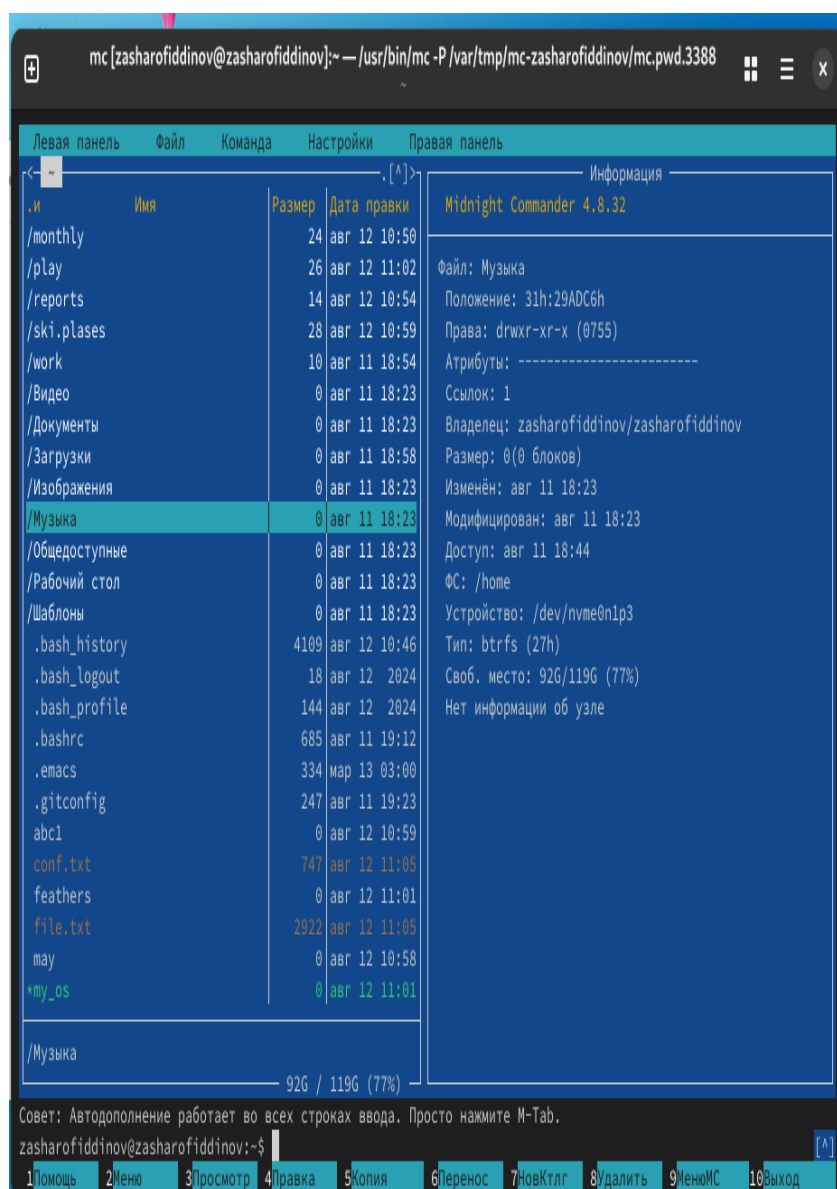 mc [zasharofiddinov@zasharofiddinov]:~ — /usr/bin/mc -P /var/tmp/mc-zasharofiddinov/mc.pwd.3388
~
Левая панель Файл Команда Настройки Правая панель
<- ~ .[^]>
.и Имя Размер Дата правки
/monthly 24 авг 12 10:50
/play 26 авг 12 11:02
/reports 14 авг 12 10:54
/ski.plases 28 авг 12 10:59
/work 10 авг 11 18:54
/Видео 0 авг 11 18:23
/Документы 0 авг 11 18:23
/Загрузки 0 авг 11 18:58
/Изображения 0 авг 11 18:23
/Музыка 0 авг 11 18:23
/Общедоступные 0 авг 11 18:23
/Рабочий стол 0 авг 11 18:23
/Шаблоны 0 авг 11 18:23
.bash_history 4109 авг 12 10:46
.bash_logout 18 авг 12 2024
.bash_profile 144 авг 12 2024
.bashrc 685 авг 11 19:12
.emacs 334 мар 13 03:00
.gitconfig 247 авг 11 19:23
abc1 0 авг 12 10:59
conf.txt 747 авг 12 11:05
feathers 0 авг 12 11:01
file.txt 2922 авг 12 11:05
may 0 авг 12 10:58
*my_os 0 авг 12 11:01
/Музыка
92G / 119G (77%)
Информация
Midnight Commander 4.8.32
Файл: Музыка
Положение: 31h:29ADC6h
Права: drwxr-xr-x (0755)
Атрибуты: -------------------------
Ссылок: 1
Владелец: zasharofiddinov/zasharofiddinov
Размер: 0(0 блоков)
Изменён: авг 11 18:23
Модифицирован: авг 11 18:23
Доступ: авг 11 18:44
ФС: /home
Устройство: /dev/nvme0n1p3
Тип: btrfs (27h)
Своб. место: 92G/119G (77%)
Нет информации об узле
Совет: Автодополнение работает во всех строках ввода. Просто нажмите M-Tab.
zasharofiddinov@zasharofiddinov:~$ [^]
1Помощь 2Меню 3Просмотр 4Правка 5Копия 6Перенос 7НовКтлг 8Удалить 9МенюMC 10Выход